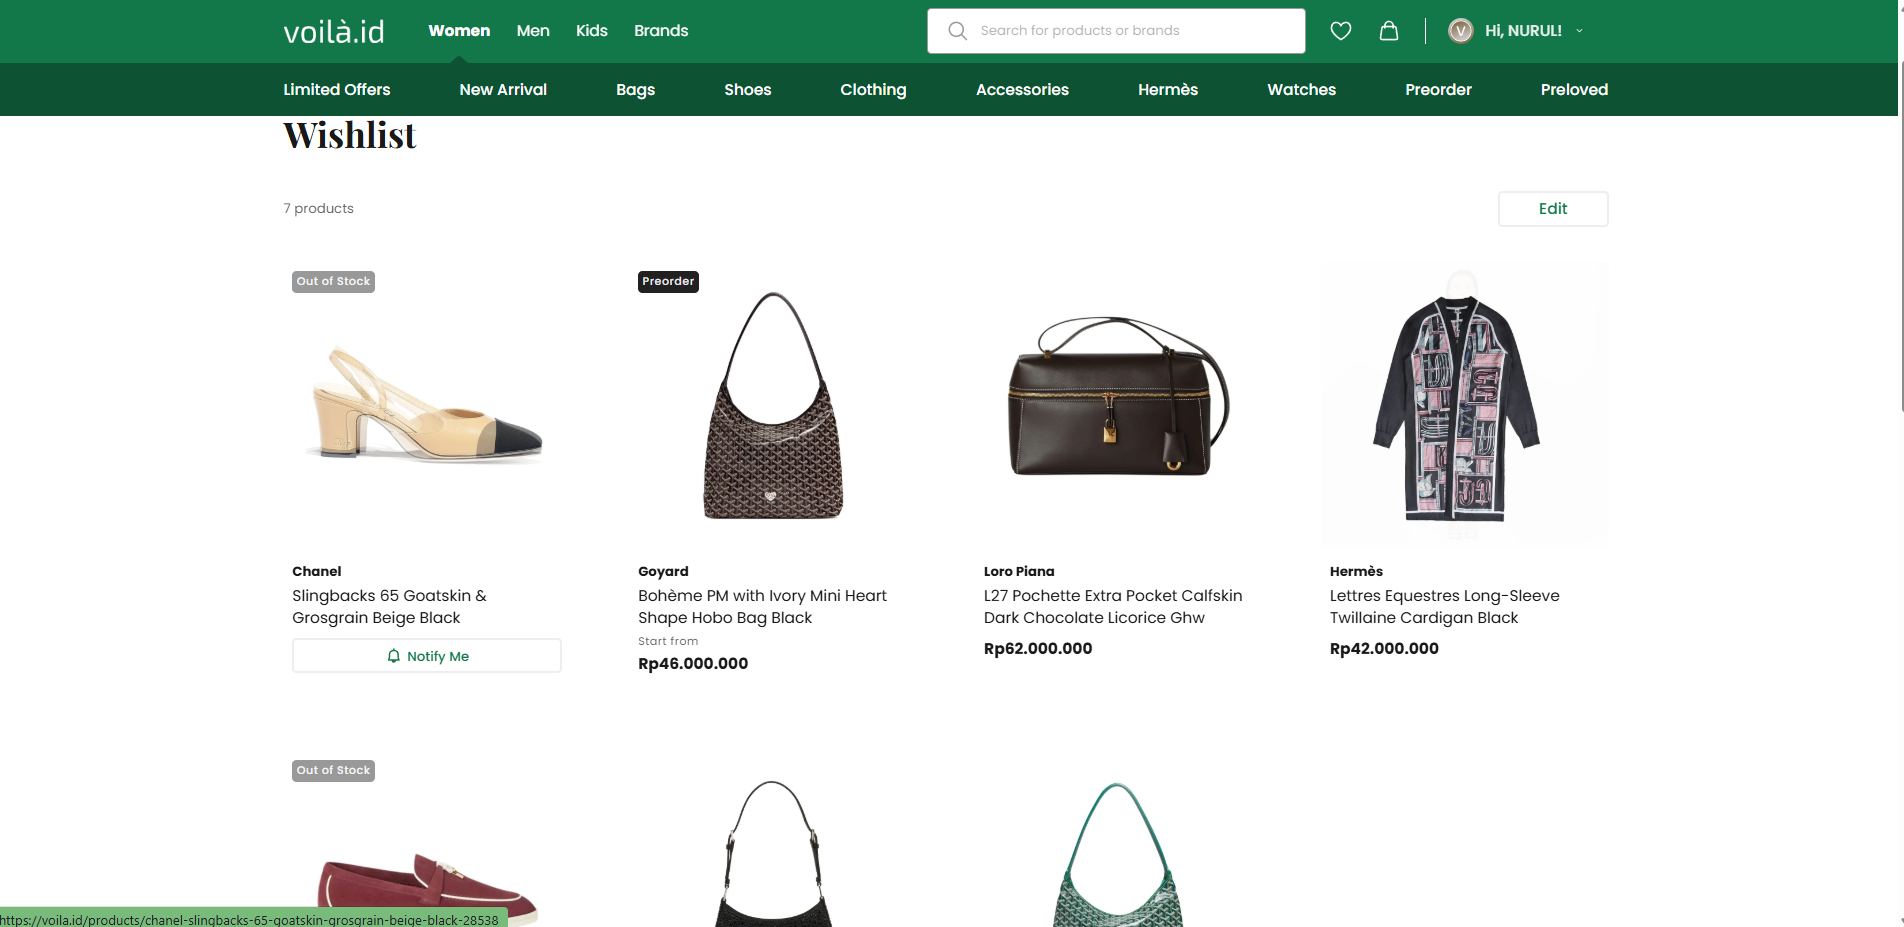 voilà.id Women Men Kids Brands Search for products or brands V Hi, NURUL!
Limited Offers New Arrival Bags Shoes Clothing Accessories Hermès Watches Preorder Preloved
Wishlist
7 products Edit
Out of Stock
Preorder
Chanel
Slingbacks 65 Goatskin &
Grosgrain Beige Black
Notify Me
Goyard
Bohème PM with Ivory Mini Heart
Shape Hobo Bag Black
Start from
Rp46.000.000
Loro Piana
L27 Pochette Extra Pocket Calfskin
Dark Chocolate Licorice Ghw
Rp62.000.000
Hermès
Lettres Equestres Long-Sleeve
Twillaine Cardigan Black
Rp42.000.000
Out of Stock
https://voila.id/products/chanel-slingbacks-65-goatskin-grosgrain-beige-black-28538